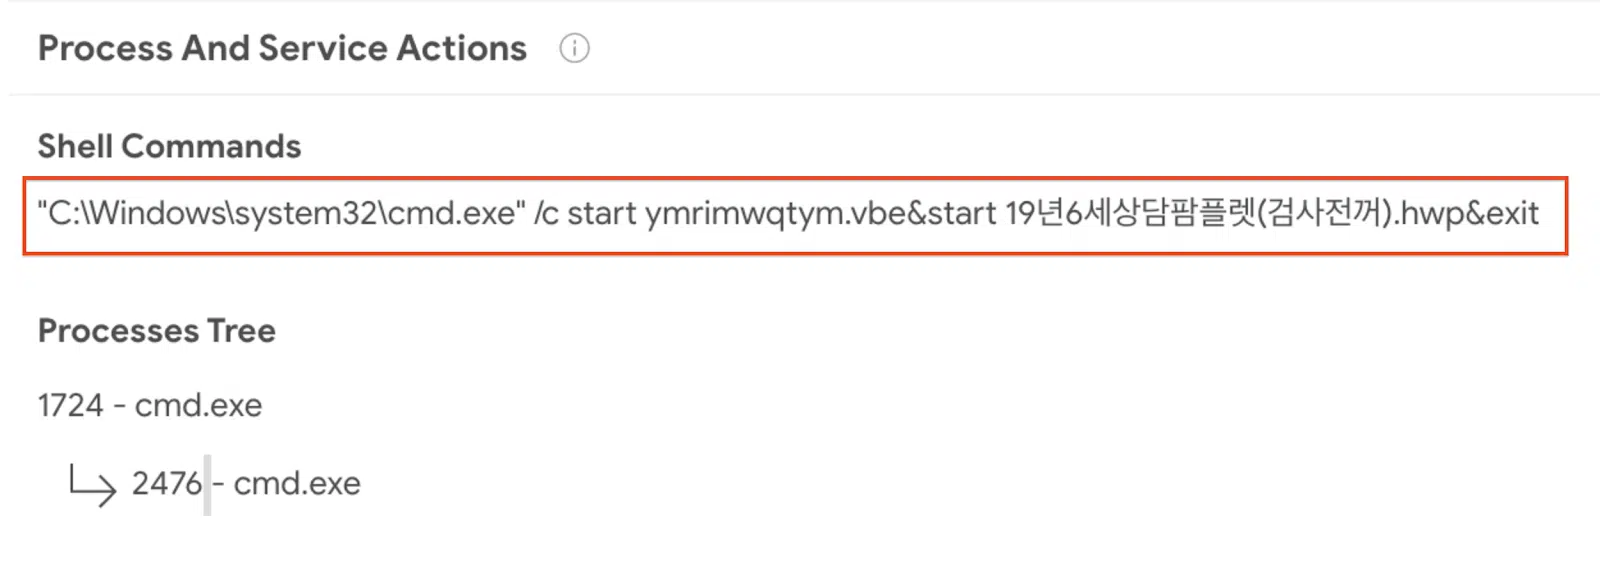 Process And Service Actions
Shell Commands
"C:\Windows\system32\cmd.exe" /c start ymrimwqtym.vbe&start 19년6세상담팜플렛(검사전꺼).hwp&exit
Processes Tree
1724 - cmd.exe
2476 - cmd.exe